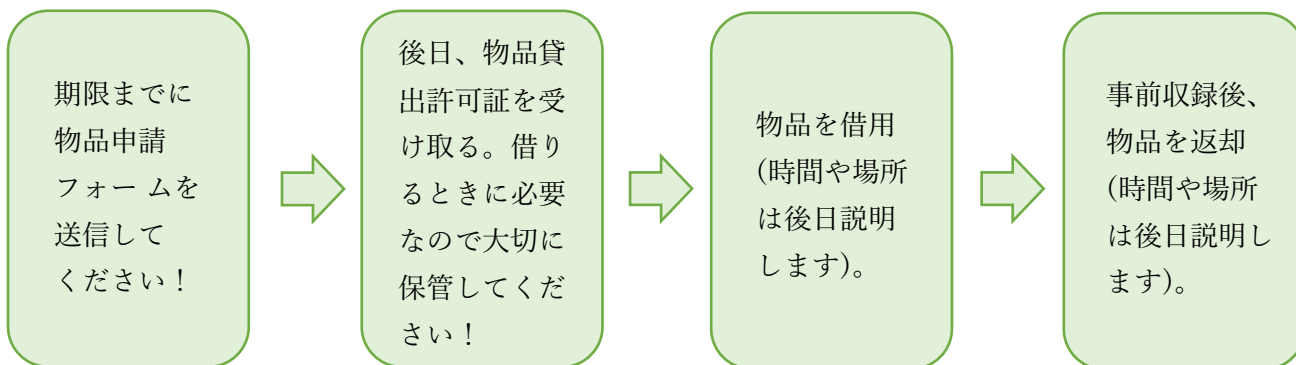 期限までに
物品申請
フォー ムを
送信して
ください！
後日、物品貸
出許可証を受
け取る。借り
るときに必要
なので大切に
保管してくだ
さい！
物品を借用
(時間や場所
は後日説明
します)。
事前収録後、
物品を返却
(時間や場所
は後日説明し
ます)。